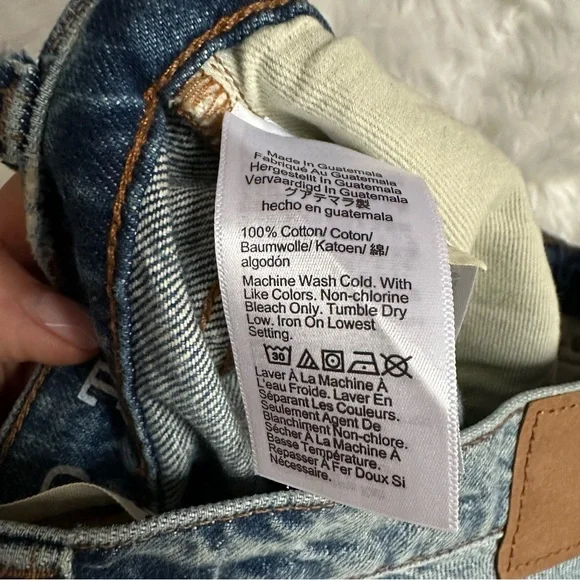 Made In Guatemala
Fabriqué Au Guatemala
Hergestellt In Guatemala
Vervaardigd In Guatemala
グアテマラ製
hecho en guatemala
100% Cotton/ Coton/
Baumwolle/ Katoen/ 綿/
algodón
Machine Wash Cold. With
Like Colors. Non-chlorine
Bleach Only. Tumble Dry
Low. Iron On Lowest
Setting.
30
Laver À La Machine À
L'eau Froide. Laver En
Séparant Les Couleurs.
Seulement Agent De
Blanchiment Non-chlore.
Sécher À La Machine À
Basse Température.
Repasser À Fer Doux Si
Nécessaire.